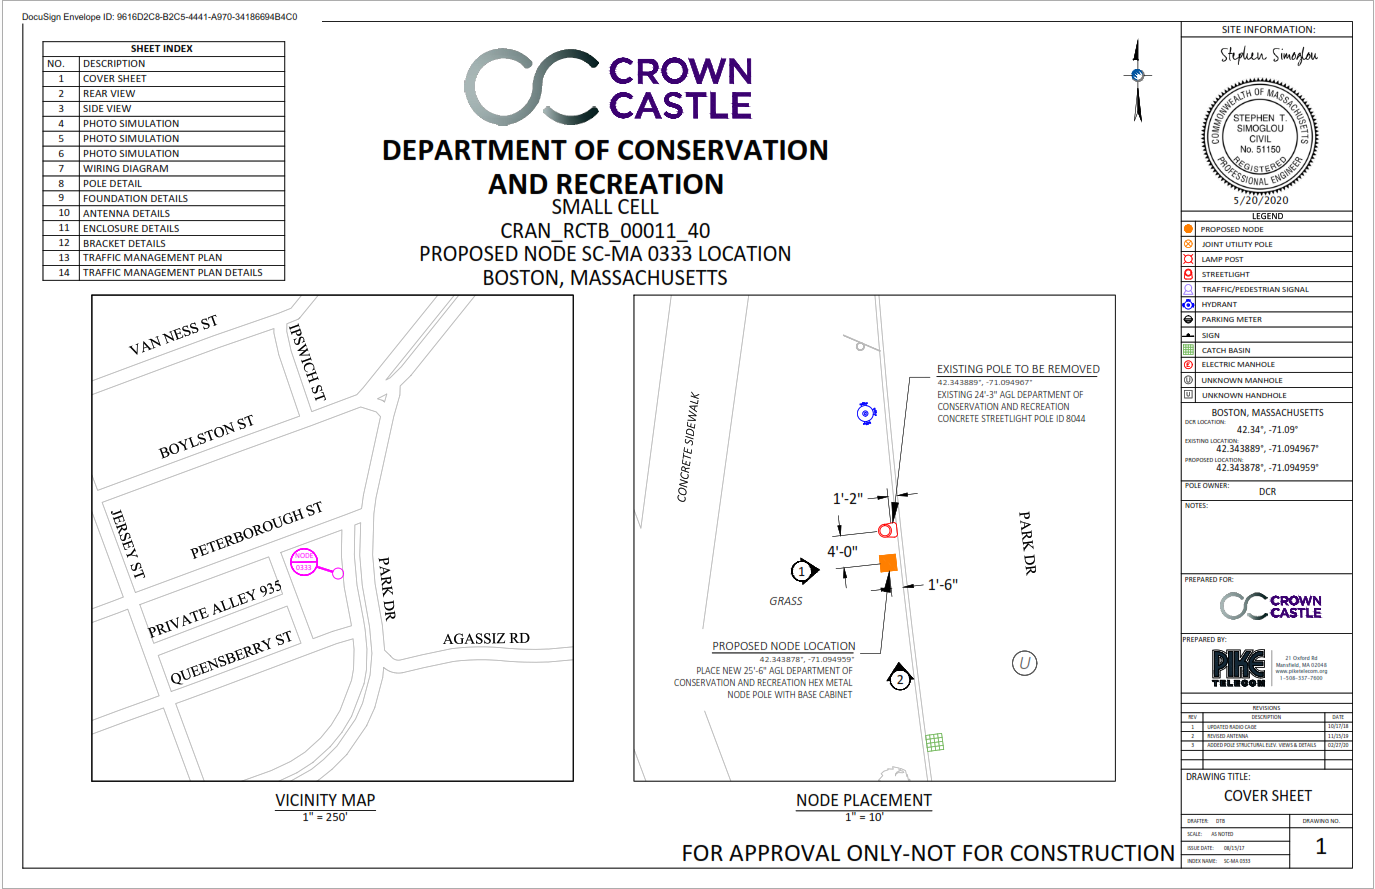 DocuSign Envelope ID: 9616D2C8-B2C5-4441-A970-34186694B4C0
SHEET INDEX
NO. DESCRIPTION
1 COVER SHEET
2 REAR VIEW
3 SIDE VIEW
4 PHOTO SIMULATION
5 PHOTO SIMULATION
6 PHOTO SIMULATION
7 WIRING DIAGRAM
8 POLE DETAIL
9 FOUNDATION DETAILS
10 ANTENNA DETAILS
11 ENCLOSURE DETAILS
12 BRACKET DETAILS
13 TRAFFIC MANAGEMENT PLAN
14 TRAFFIC MANAGEMENT PLAN DETAILS
CROWN
CASTLE
DEPARTMENT OF CONSERVATION
AND RECREATION
SMALL CELL
CRAN_RCTB_00011_40
PROPOSED NODE SC-MA 0333 LOCATION
BOSTON, MASSACHUSETTS
VAN NESS ST
IPSWICH ST
BOYLSTON ST
JERSEY ST
PETERBOROUGH ST
NODE
0333
PRIVATE ALLEY 935
PARK DR
QUEENSBERRY ST
AGASSIZ RD
VICINITY MAP
1" = 250'
CONCRETE SIDEWALK
EXISTING POLE TO BE REMOVED
42.343889°, -71.094967°
EXISTING 24'-3" AGL DEPARTMENT OF
CONSERVATION AND RECREATION
CONCRETE STREETLIGHT POLE ID 8044
1'-2"
4'-0"
1
1'-6"
GRASS
PARK DR
PROPOSED NODE LOCATION
42.343878°, -71.094959°
PLACE NEW 25'-6" AGL DEPARTMENT OF
CONSERVATION AND RECREATION HEX METAL
NODE POLE WITH BASE CABINET
2
U
NODE PLACEMENT
1" = 10'
FOR APPROVAL ONLY-NOT FOR CONSTRUCTION
SITE INFORMATION:
Stephen Simoglou
COMMONWEALTH OF MASSACHUSETTS
STEPHEN T.
SIMOGLOU
CIVIL
No. 51150
REGISTERED
PROFESSIONAL ENGINEER
5/20/2020
LEGEND
PROPOSED NODE
JOINT UTILITY POLE
LAMP POST
STREETLIGHT
TRAFFIC/PEDESTRIAN SIGNAL
HYDRANT
PARKING METER
SIGN
CATCH BASIN
E ELECTRIC MANHOLE
U UNKNOWN MANHOLE
U UNKNOWN HANDHOLE
BOSTON, MASSACHUSETTS
DCR LOCATION:
42.34°, -71.09°
EXISTING LOCATION:
42.343889°, -71.094967°
PROPOSED LOCATION:
42.343878°, -71.094959°
POLE OWNER:
DCR
NOTES:
PREPARED FOR:
CROWN
CASTLE
PREPARED BY:
PIKE
TELECOM
21 Oxford Rd
Mansfield, MA 02048
www.piketelecom.org
1-508-337-7600
REVISIONS
REV DESCRIPTION DATE
1 UPDATED RADIO CAGE 10/17/18
2 REVISED ANTENNA 11/15/19
3 ADDED POLE STRUCTURAL ELEV. VIEWS & DETAILS 02/27/20
DRAWING TITLE:
COVER SHEET
DRAFTER: DTB
SCALE: AS NOTED
ISSUE DATE: 08/15/17
INDEX NAME: SC-MA 0333
DRAWING NO.
1